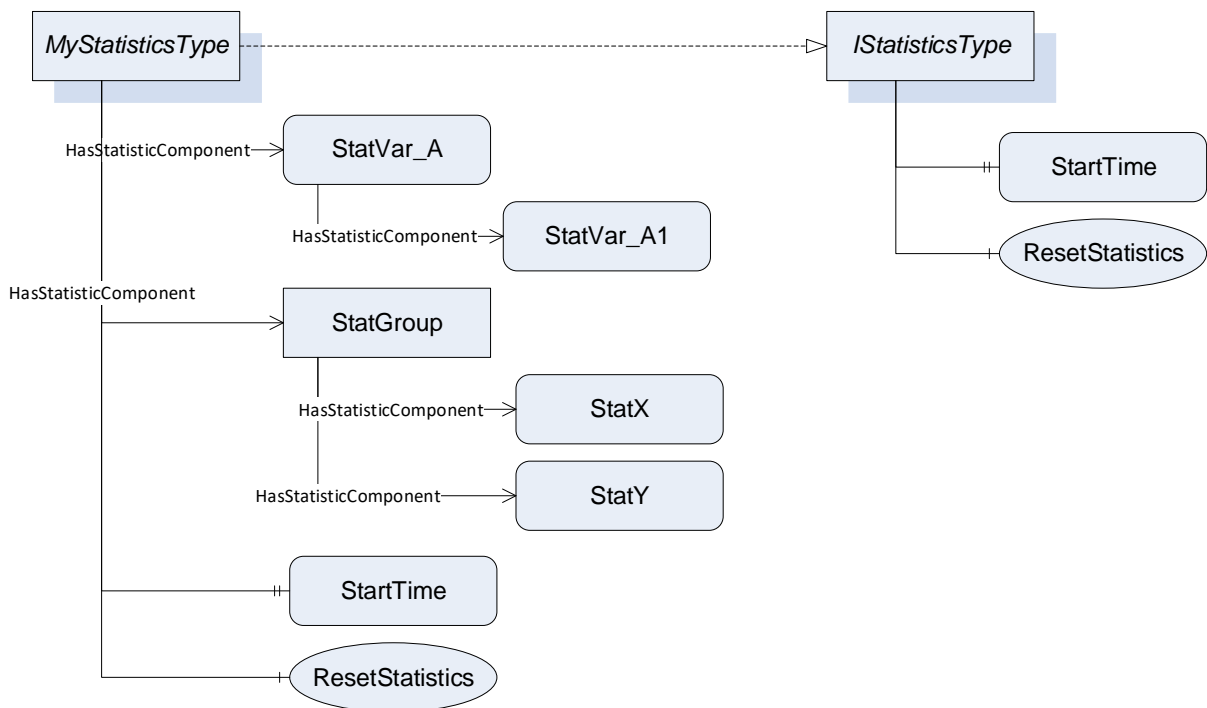 MyStatisticsType
IStatisticsType
HasStatisticComponent
StatVar_A
StartTime
HasStatisticComponent
StatVar_A1
ResetStatistics
HasStatisticComponent
StatGroup
HasStatisticComponent
StatX
HasStatisticComponent
StatY
StartTime
ResetStatistics